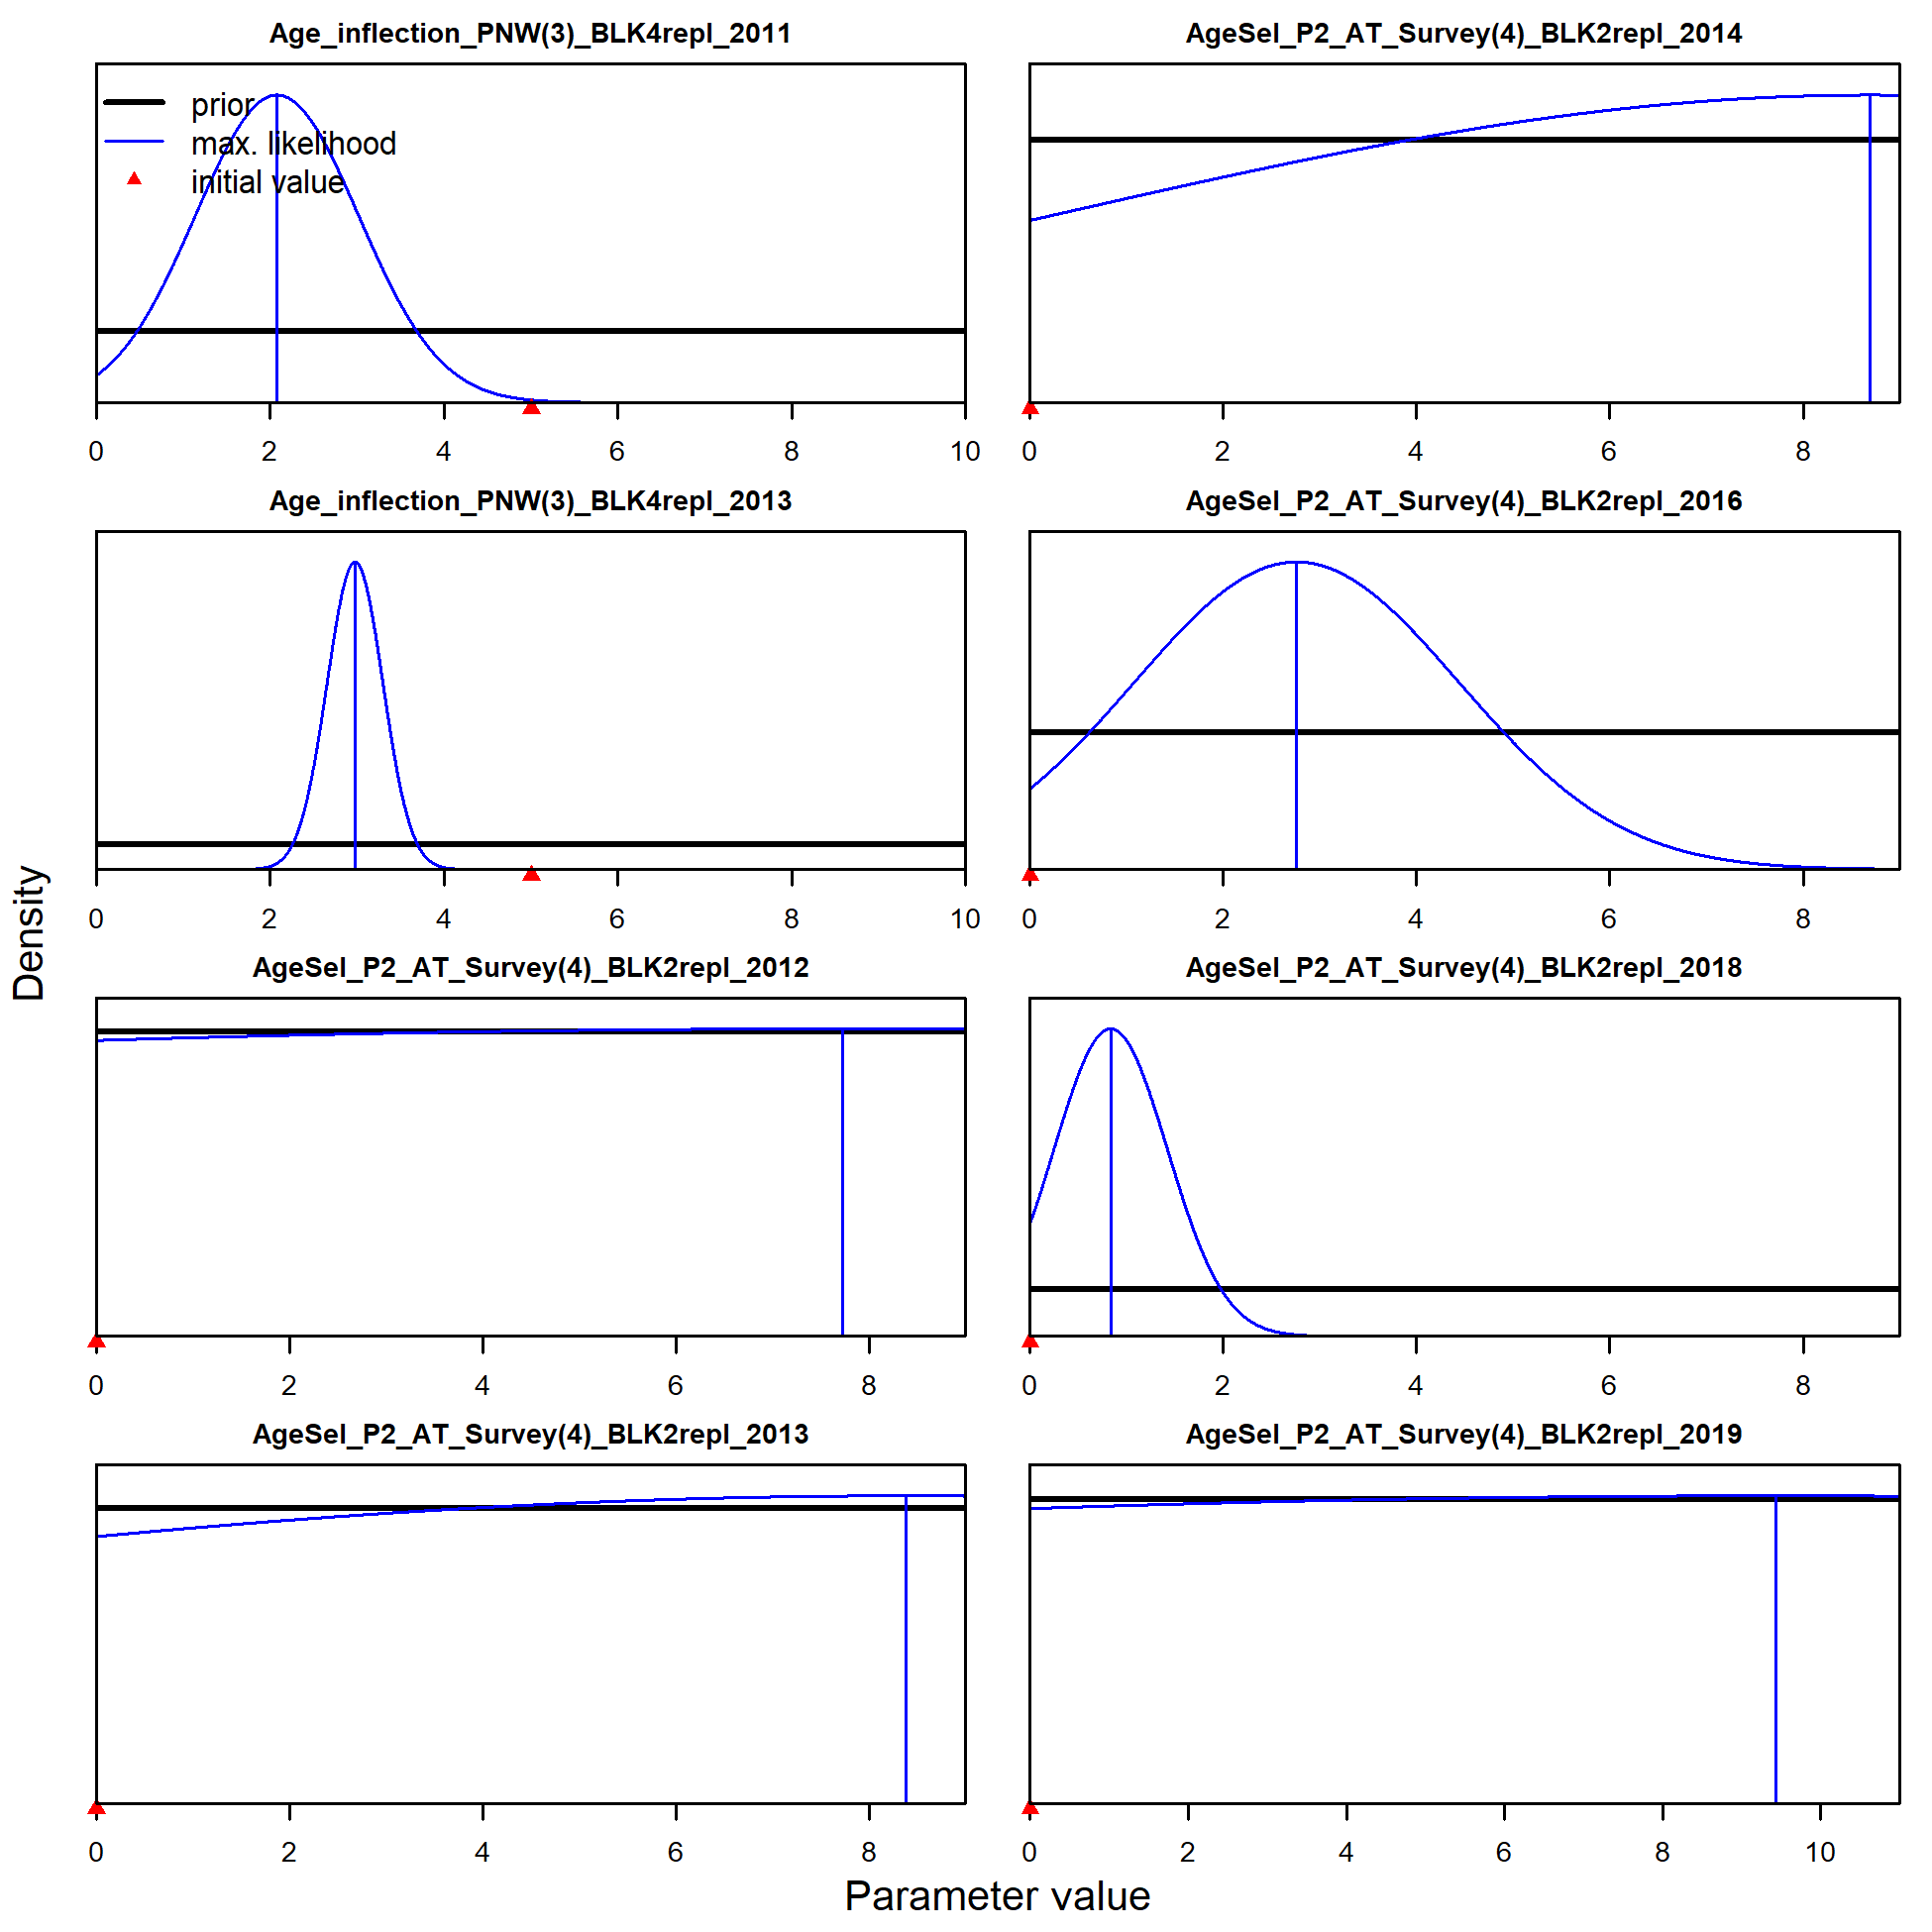 Age_inflection_PNW(3)_BLK4repl_2011
prior
max. likelihood
initial value
0 2 4 6 8 10
AgeSel_P2_AT_Survey(4)_BLK2repl_2014
0 2 4 6 8
Age_inflection_PNW(3)_BLK4repl_2013
0 2 4 6 8 10
AgeSel_P2_AT_Survey(4)_BLK2repl_2016
0 2 4 6 8
Density
AgeSel_P2_AT_Survey(4)_BLK2repl_2012
0 2 4 6 8
AgeSel_P2_AT_Survey(4)_BLK2repl_2018
0 2 4 6 8
AgeSel_P2_AT_Survey(4)_BLK2repl_2013
0 2 4 6 8
AgeSel_P2_AT_Survey(4)_BLK2repl_2019
0 2 4 6 8 10
Parameter value